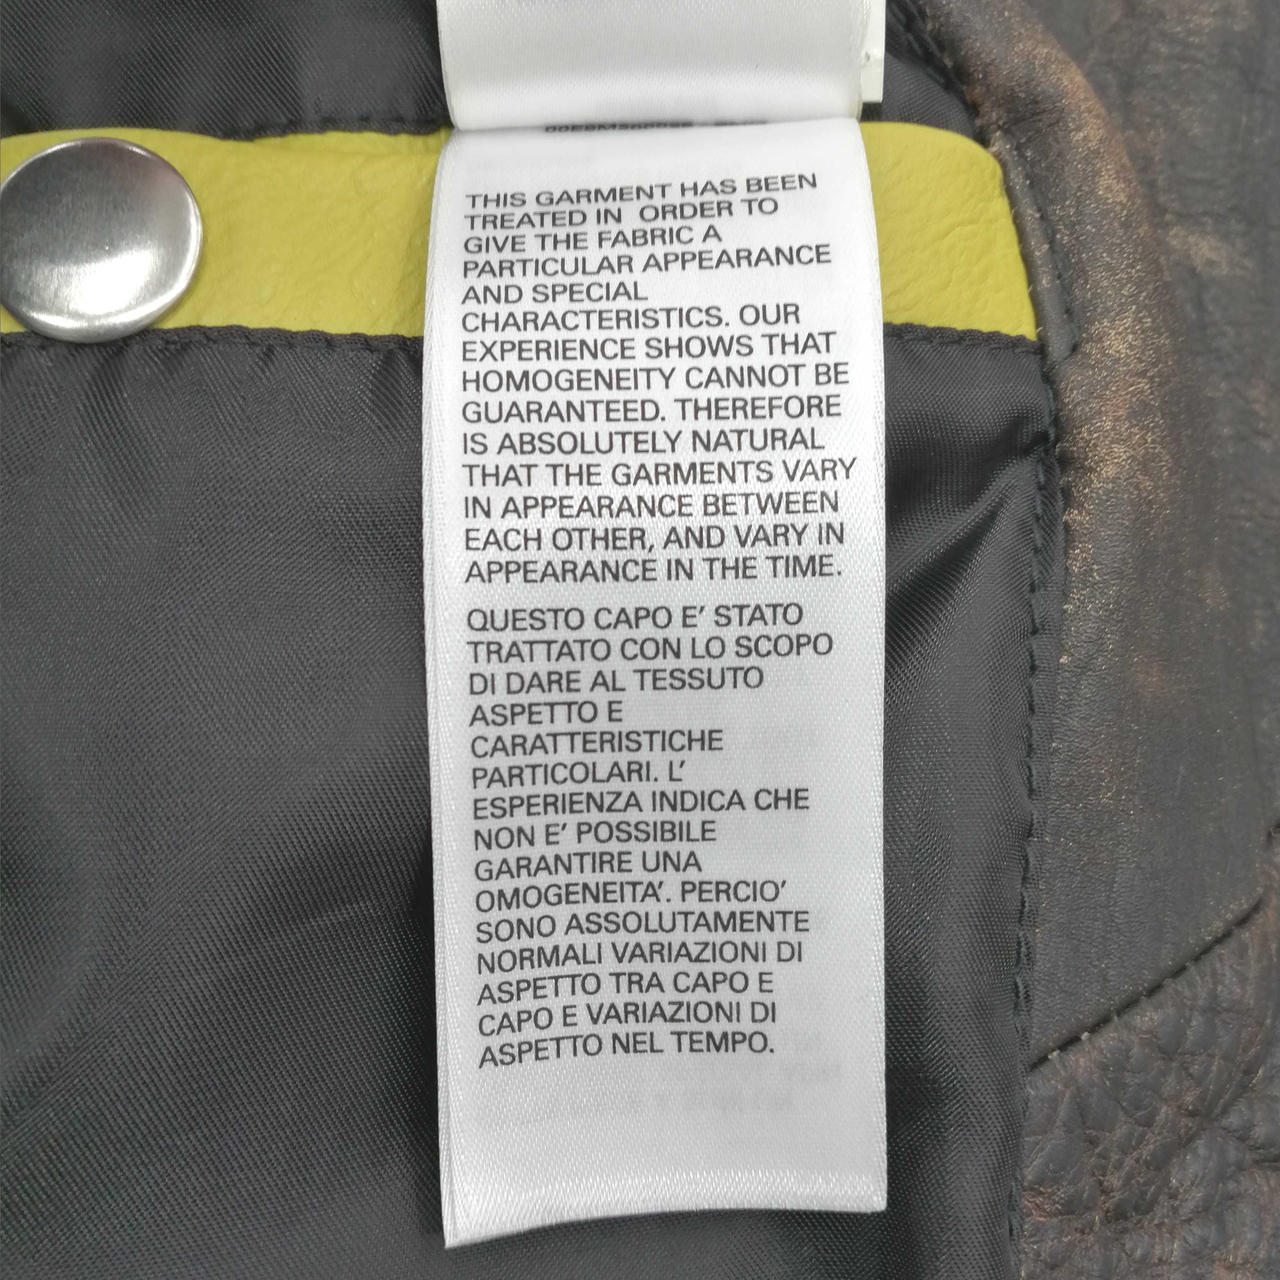 THIS GARMENT HAS BEEN
TREATED IN ORDER TO
GIVE THE FABRIC A
PARTICULAR APPEARANCE
AND SPECIAL
CHARACTERISTICS. OUR
EXPERIENCE SHOWS THAT
HOMOGENEITY CANNOT BE
GUARANTEED. THEREFORE
IS ABSOLUTELY NATURAL
THAT THE GARMENTS VARY
IN APPEARANCE BETWEEN
EACH OTHER, AND VARY IN
APPEARANCE IN THE TIME.
QUESTO CAPO E' STATO
TRATTATO CON LO SCOPO
DI DARE AL TESSUTO
ASPETTO E
CARATTERISTICHE
PARTICOLARI. L'
ESPERIENZA INDICA CHE
NON E' POSSIBILE
GARANTIRE UNA
OMOGENEITA'. PERCIO'
SONO ASSOLUTAMENTE
NORMALI VARIAZIONI DI
ASPETTO TRA CAPO E
CAPO E VARIAZIONI DI
ASPETTO NEL TEMPO.